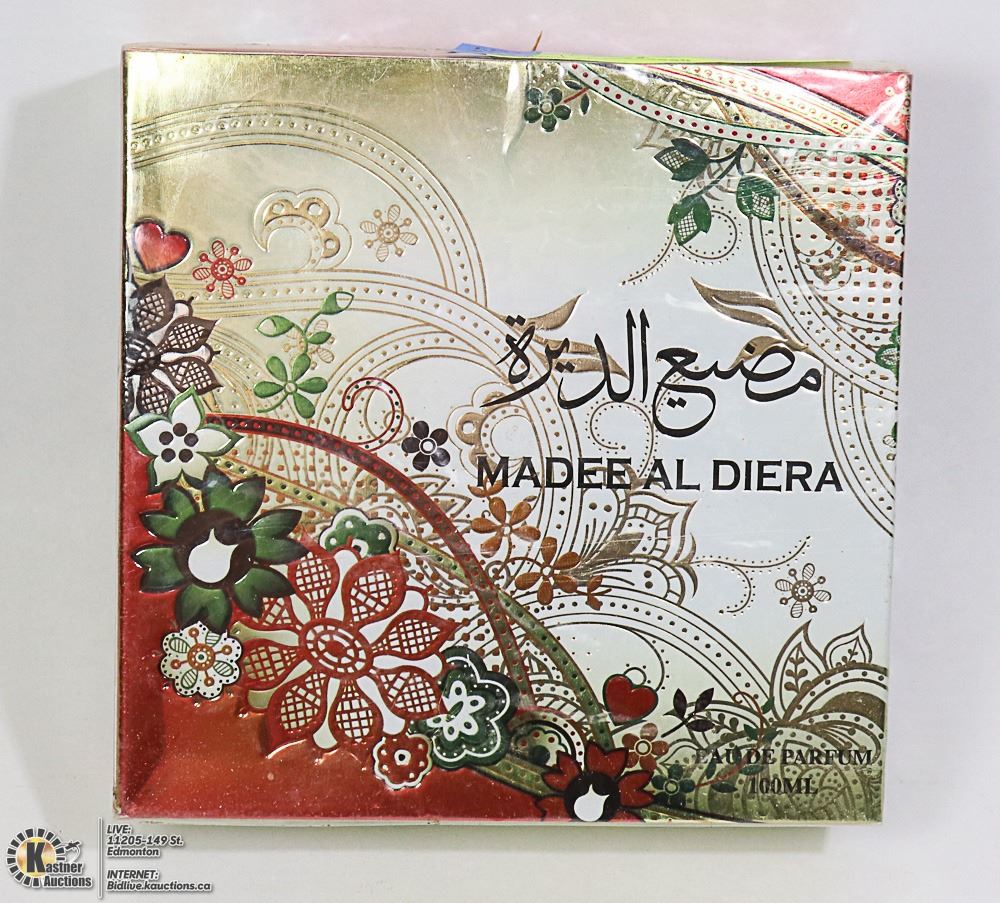 مضيع الديرة
MADEE AL DIERA
EAU DE PARFUM
100ML
Kastner
Auctions
LIVE:
11205-149 St.
Edmonton
INTERNET:
Bidlive.kauctions.ca